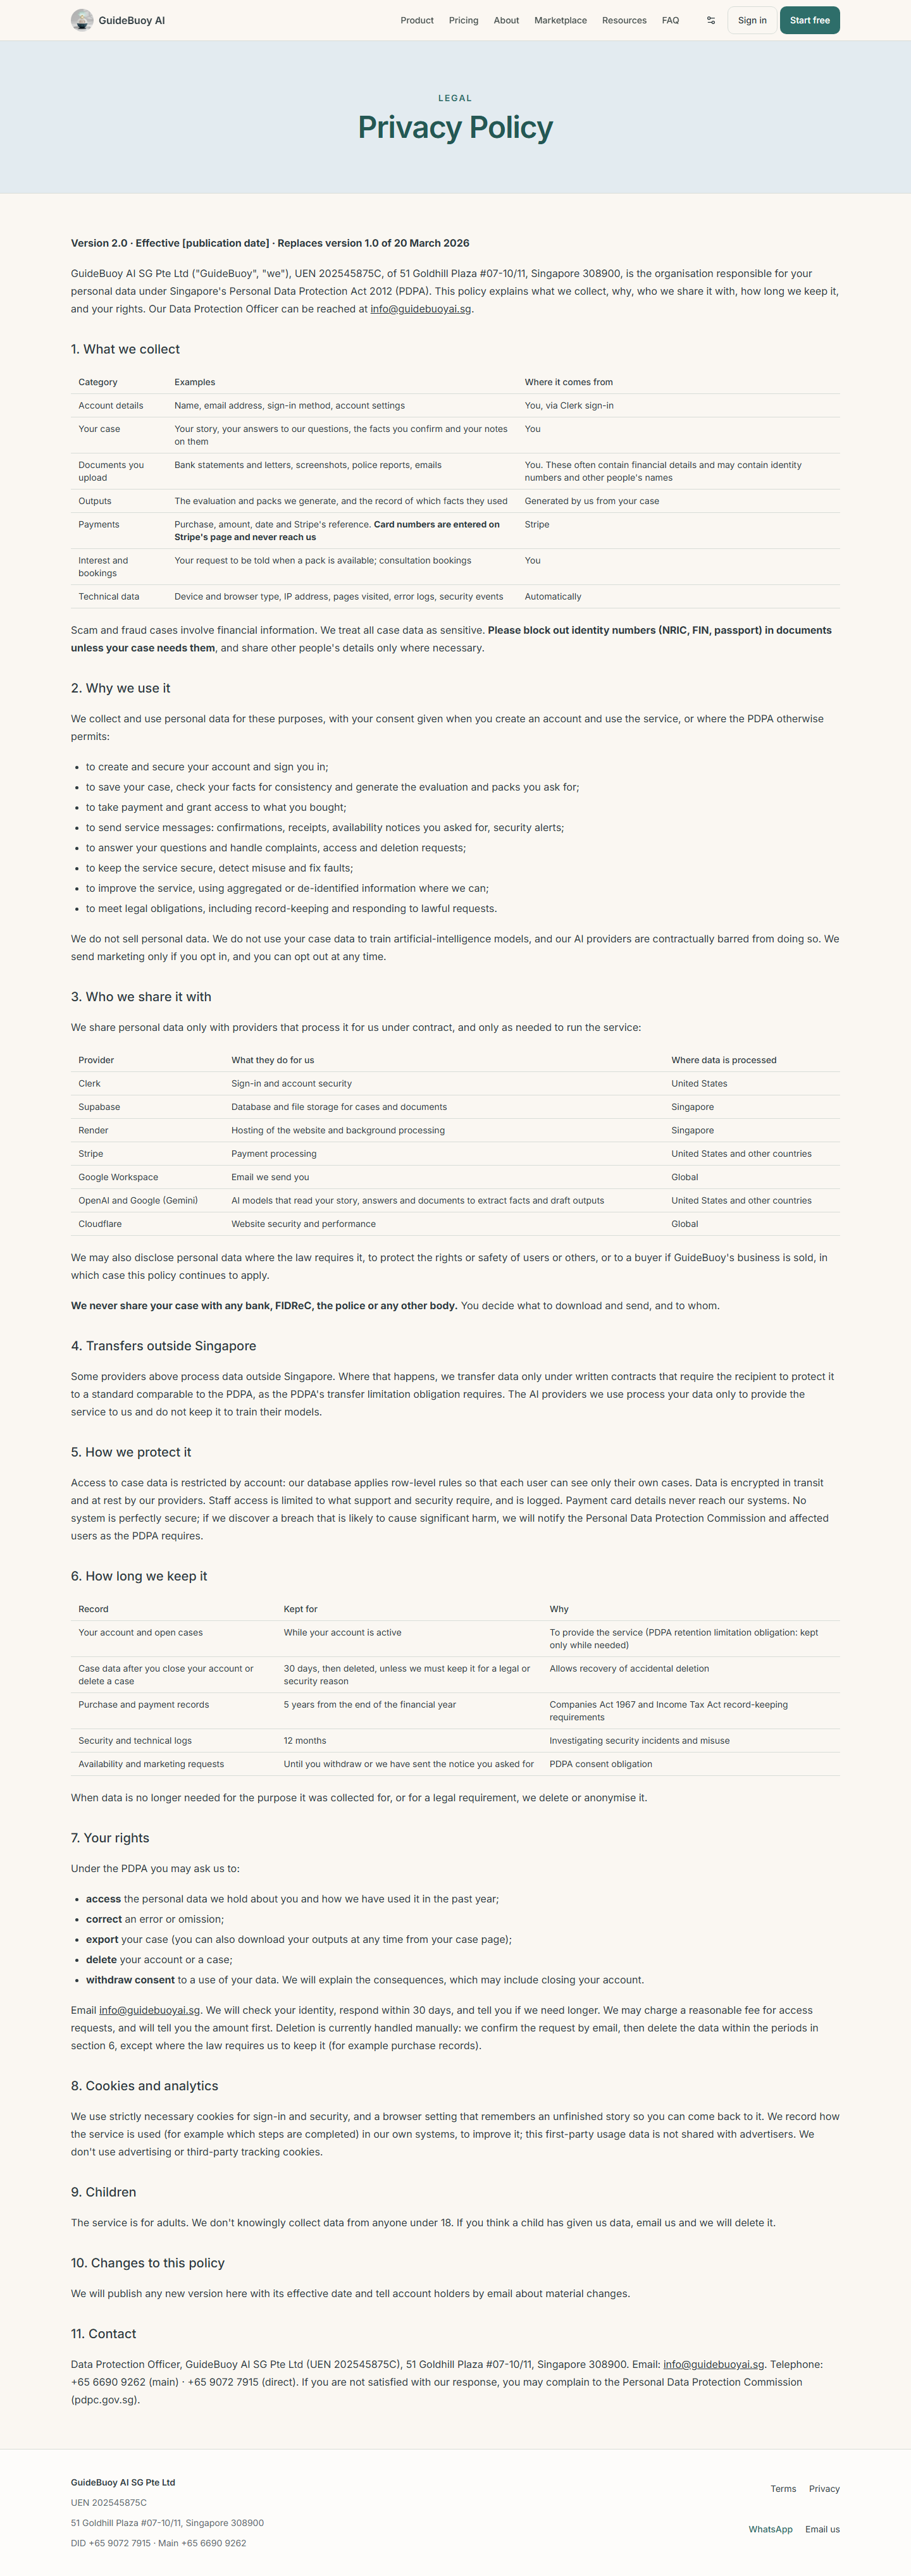 GuideBuoy AI
Product Pricing About Marketplace Resources FAQ Sign in Start free
LEGAL
Privacy Policy
Version 2.0 · Effective [publication date] · Replaces version 1.0 of 20 March 2026
GuideBuoy AI SG Pte Ltd ("GuideBuoy", "we"), UEN 202545875C, of 51 Goldhill Plaza #07-10/11, Singapore 308900, is the organisation responsible for your
personal data under Singapore's Personal Data Protection Act 2012 (PDPA). This policy explains what we collect, why, who we share it with, how long we keep it,
and your rights. Our Data Protection Officer can be reached at info@guidebuoyai.sg.
1. What we collect
Category Examples Where it comes from
Account details Name, email address, sign-in method, account settings You, via Clerk sign-in
Your case Your story, your answers to our questions, the facts you confirm and your notes You
on them
Documents you Bank statements and letters, screenshots, police reports, emails You. These often contain financial details and may contain identity
upload numbers and other people's names
Outputs The evaluation and packs we generate, and the record of which facts they used Generated by us from your case
Payments Purchase, amount, date and Stripe's reference. Card numbers are entered on Stripe
Stripe's page and never reach us
Interest and Your request to be told when a pack is available; consultation bookings You
bookings
Technical data Device and browser type, IP address, pages visited, error logs, security events Automatically
Scam and fraud cases involve financial information. We treat all case data as sensitive. Please block out identity numbers (NRIC, FIN, passport) in documents
unless your case needs them, and share other people's details only where necessary.
2. Why we use it
We collect and use personal data for these purposes, with your consent given when you create an account and use the service, or where the PDPA otherwise
permits:
• to create and secure your account and sign you in;
• to save your case, check your facts for consistency and generate the evaluation and packs you ask for;
• to take payment and grant access to what you bought;
• to send service messages: confirmations, receipts, availability notices you asked for, security alerts;
• to answer your questions and handle complaints, access and deletion requests;
• to keep the service secure, detect misuse and fix faults;
• to improve the service, using aggregated or de-identified information where we can;
• to meet legal obligations, including record-keeping and responding to lawful requests.
We do not sell personal data. We do not use your case data to train artificial-intelligence models, and our AI providers are contractually barred from doing so. We
send marketing only if you opt in, and you can opt out at any time.
3. Who we share it with
We share personal data only with providers that process it for us under contract, and only as needed to run the service:
Provider What they do for us Where data is processed
Clerk Sign-in and account security United States
Supabase Database and file storage for cases and documents Singapore
Render Hosting of the website and background processing Singapore
Stripe Payment processing United States and other countries
Google Workspace Email we send you Global
OpenAI and Google (Gemini) AI models that read your story, answers and documents to extract facts and draft outputs United States and other countries
Cloudflare Website security and performance Global
We may also disclose personal data where the law requires it, to protect the rights or safety of users or others, or to a buyer if GuideBuoy's business is sold, in
which case this policy continues to apply.
We never share your case with any bank, FIDReC, the police or any other body. You decide what to download and send, and to whom.
4. Transfers outside Singapore
Some providers above process data outside Singapore. Where that happens, we transfer data only under written contracts that require the recipient to protect it
to a standard comparable to the PDPA, as the PDPA's transfer limitation obligation requires. The AI providers we use process your data only to provide the
service to us and do not keep it to train their models.
5. How we protect it
Access to case data is restricted by account: our database applies row-level rules so that each user can see only their own cases. Data is encrypted in transit
and at rest by our providers. Staff access is limited to what support and security require, and is logged. Payment card details never reach our systems. No
system is perfectly secure; if we discover a breach that is likely to cause significant harm, we will notify the Personal Data Protection Commission and affected
users as the PDPA requires.
6. How long we keep it
Record Kept for Why
Your account and open cases While your account is active To provide the service (PDPA retention limitation obligation: kept
only while needed)
Case data after you close your account or 30 days, then deleted, unless we must keep it for a legal or Allows recovery of accidental deletion
delete a case security reason
Purchase and payment records 5 years from the end of the financial year Companies Act 1967 and Income Tax Act record-keeping
requirements
Security and technical logs 12 months Investigating security incidents and misuse
Availability and marketing requests Until you withdraw or we have sent the notice you asked for PDPA consent obligation
When data is no longer needed for the purpose it was collected for, or for a legal requirement, we delete or anonymise it.
7. Your rights
Under the PDPA you may ask us to:
• access the personal data we hold about you and how we have used it in the past year;
• correct an error or omission;
• export your case (you can also download your outputs at any time from your case page);
• delete your account or a case;
• withdraw consent to a use of your data. We will explain the consequences, which may include closing your account.
Email info@guidebuoyai.sg. We will check your identity, respond within 30 days, and tell you if we need longer. We may charge a reasonable fee for access
requests, and will tell you the amount first. Deletion is currently handled manually: we confirm the request by email, then delete the data within the periods in
section 6, except where the law requires us to keep it (for example purchase records).
8. Cookies and analytics
We use strictly necessary cookies for sign-in and security, and a browser setting that remembers an unfinished story so you can come back to it. We record how
the service is used (for example which steps are completed) in our own systems, to improve it; this first-party usage data is not shared with advertisers. We
don't use advertising or third-party tracking cookies.
9. Children
The service is for adults. We don't knowingly collect data from anyone under 18. If you think a child has given us data, email us and we will delete it.
10. Changes to this policy
We will publish any new version here with its effective date and tell account holders by email about material changes.
11. Contact
Data Protection Officer, GuideBuoy AI SG Pte Ltd (UEN 202545875C), 51 Goldhill Plaza #07-10/11, Singapore 308900. Email: info@guidebuoyai.sg. Telephone:
+65 6690 9262 (main) · +65 9072 7915 (direct). If you are not satisfied with our response, you may complain to the Personal Data Protection Commission
(pdpc.gov.sg).
GuideBuoy AI SG Pte Ltd
UEN 202545875C
51 Goldhill Plaza #07-10/11, Singapore 308900
DID +65 9072 7915 · Main +65 6690 9262
Terms Privacy
WhatsApp Email us